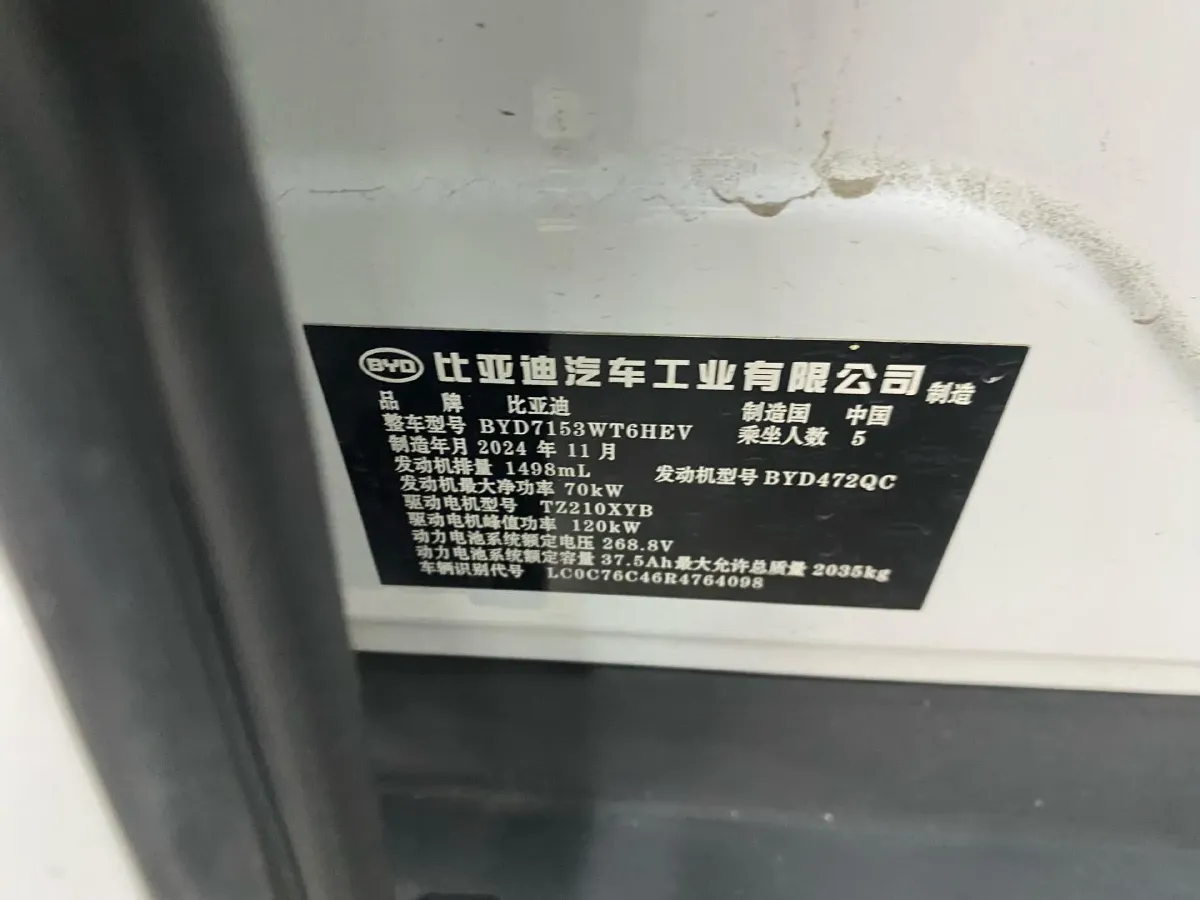 BYD 比亚迪汽车工业有限公司 制造
品 牌 比亚迪 制造国 中国
整车型号 BYD7153WT6HEV 乘坐人数 5
制造年月 2024 年 11 月
发动机排量 1498mL 发动机型号 BYD472QC
发动机最大净功率 70kW
驱动电机型号 TZ210XYB
驱动电机峰值功率 120kW
动力电池系统额定电压 268.8V
动力电池系统额定容量 37.5Ah 最大允许总质量 2035kg
车辆识别代号 LC0C76C46R4764098